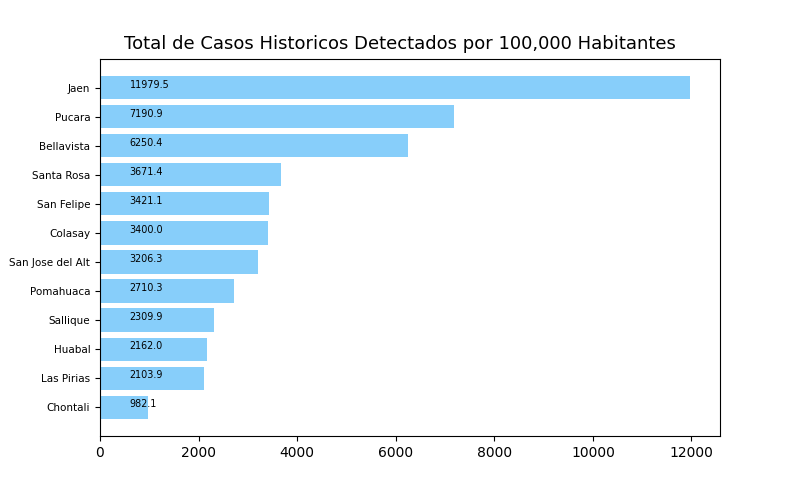 Total de Casos Historicos Detectados por 100,000 Habitantes
Jaen 11979.5
Pucara 7190.9
Bellavista 6250.4
Santa Rosa 3671.4
San Felipe 3421.1
Colasay 3400.0
San Jose del Alt 3206.3
Pomahuaca 2710.3
Sallique 2309.9
Huabal 2162.0
Las Pirias 2103.9
Chontali 982.1
0 2000 4000 6000 8000 10000 12000